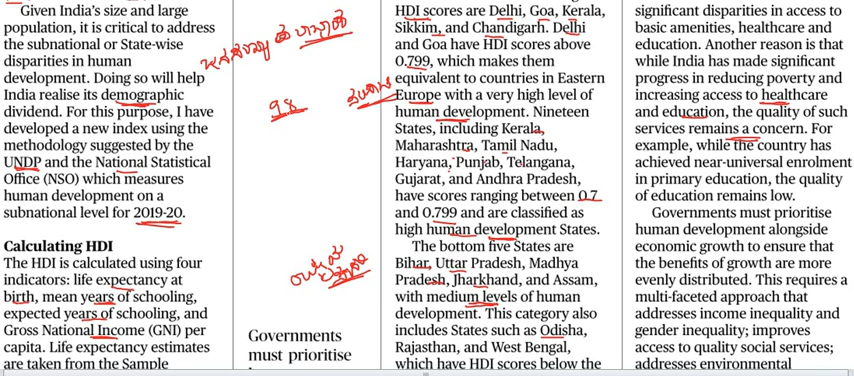 Given India's size and large
population, it is critical to address
the subnational or State-wise
disparities in human
development. Doing so will help
India realise its demographic
dividend. For this purpose, I have
developed a new index using the
methodology suggested by the
UNDP and the National Statistical
Office (NSO) which measures
human development on a
subnational level for 2019-20.
Calculating HDI
The HDI is calculated using four
indicators: life expectancy at
birth, mean years of schooling,
expected years of schooling, and
Gross National Income (GNI) per
capita. Life expectancy estimates
are taken from the Sample
Governments
must prioritise
HDI scores are Delhi, Goa, Kerala,
Sikkim, and Chandigarh. Delhi
and Goa have HDI scores above
0.799, which makes them
equivalent to countries in Eastern
Europe with a very high level of
human development. Nineteen
States, including Kerala,
Maharashtra, Tamil Nadu,
Haryana, Punjab, Telangana,
Gujarat, and Andhra Pradesh,
have scores ranging between 0.7
and 0.799 and are classified as
high human development States.
The bottom five States are
Bihar, Uttar Pradesh, Madhya
Pradesh, Jharkhand, and Assam,
with medium levels of human
development. This category also
includes States such as Odisha,
Rajasthan, and West Bengal,
which have HDI scores below the
significant disparities in access to
basic amenities, healthcare and
education. Another reason is that
while India has made significant
progress in reducing poverty and
increasing access to healthcare
and education, the quality of such
services remains a concern. For
example, while the country has
achieved near-universal enrolment
in primary education, the quality
of education remains low.
Governments must prioritise
human development alongside
economic growth to ensure that
the benefits of growth are more
evenly distributed. This requires a
multi-faceted approach that
addresses income inequality and
gender inequality; improves
access to quality social services;
addresses environmental